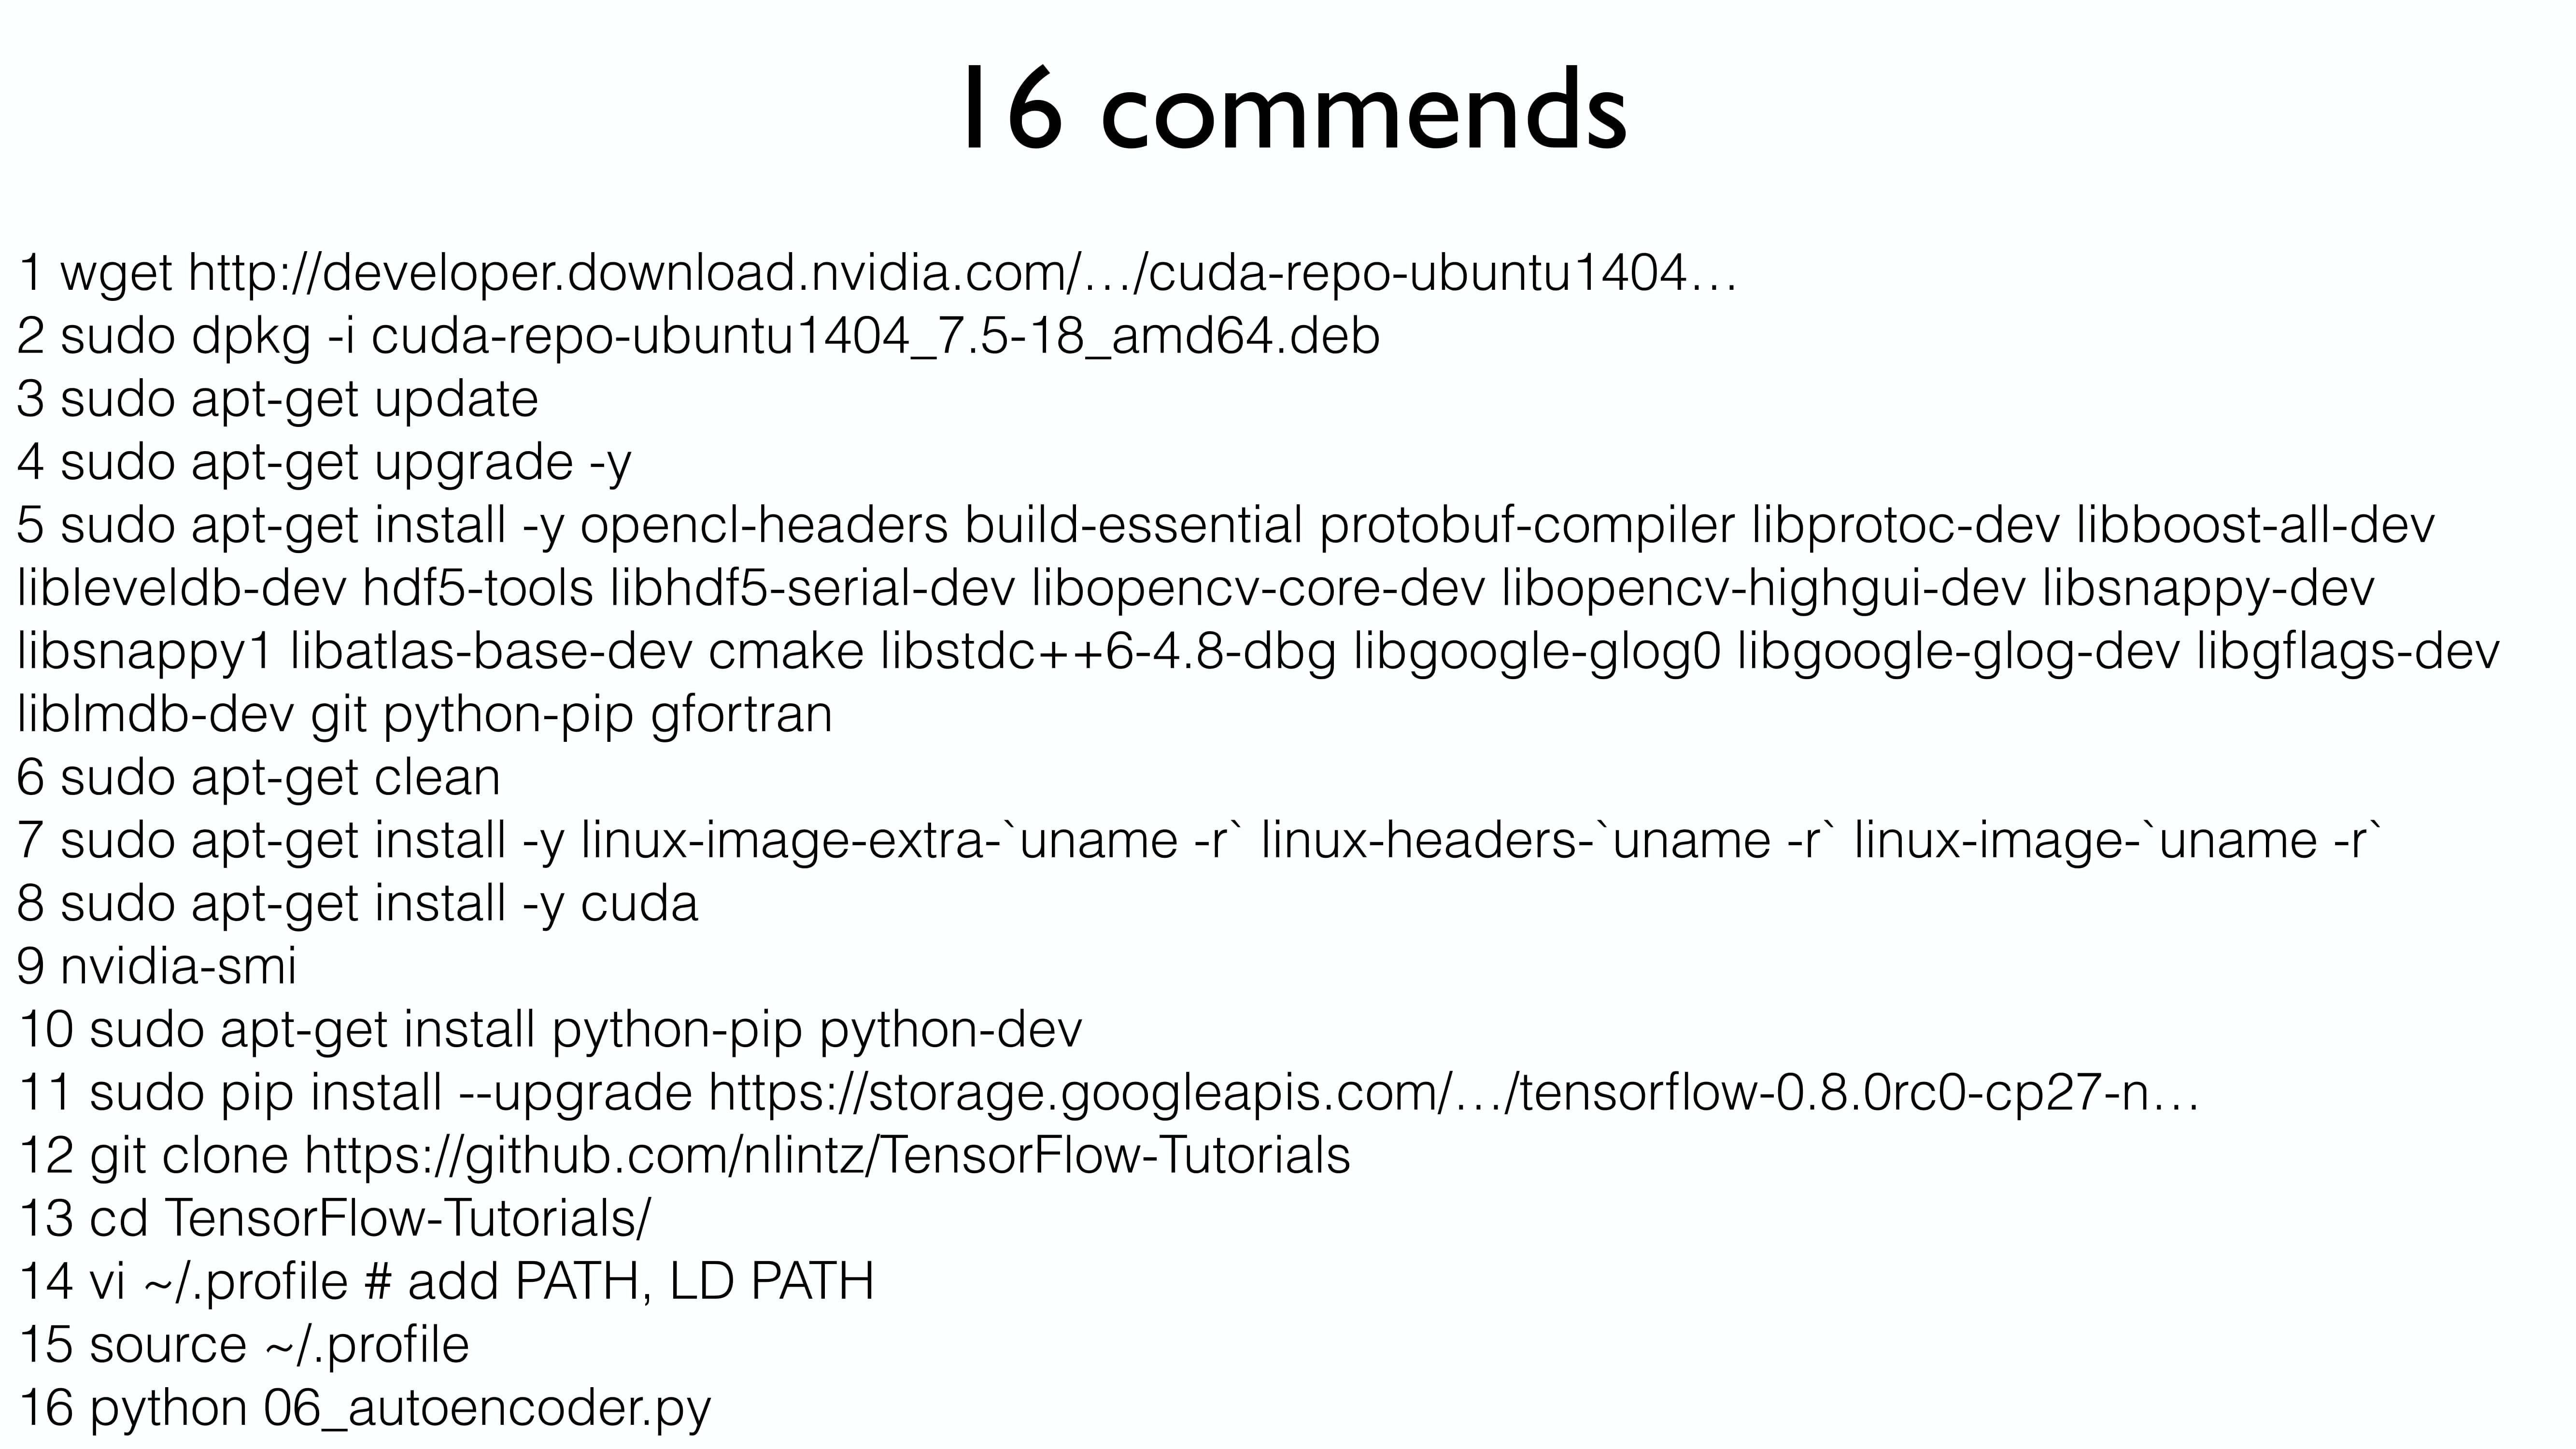 16 commends
1 wget http://developer.download.nvidia.com/…/cuda-repo-ubuntu1404…
2 sudo dpkg -i cuda-repo-ubuntu1404_7.5-18_amd64.deb
3 sudo apt-get update
4 sudo apt-get upgrade -y
5 sudo apt-get install -y opencl-headers build-essential protobuf-compiler libprotoc-dev libboost-all-dev
libleveldb-dev hdf5-tools libhdf5-serial-dev libopencv-core-dev libopencv-highgui-dev libsnappy-dev
libsnappy1 libatlas-base-dev cmake libstdc++6-4.8-dbg libgoogle-glog0 libgoogle-glog-dev libgflags-dev
liblmdb-dev git python-pip gfortran
6 sudo apt-get clean
7 sudo apt-get install -y linux-image-extra-`uname -r` linux-headers-`uname -r` linux-image-`uname -r`
8 sudo apt-get install -y cuda
9 nvidia-smi
10 sudo apt-get install python-pip python-dev
11 sudo pip install --upgrade https://storage.googleapis.com/…/tensorflow-0.8.0rc0-cp27-n…
12 git clone https://github.com/nlintz/TensorFlow-Tutorials
13 cd TensorFlow-Tutorials/
14 vi ~/.profile # add PATH, LD PATH
15 source ~/.profile
16 python 06_autoencoder.py